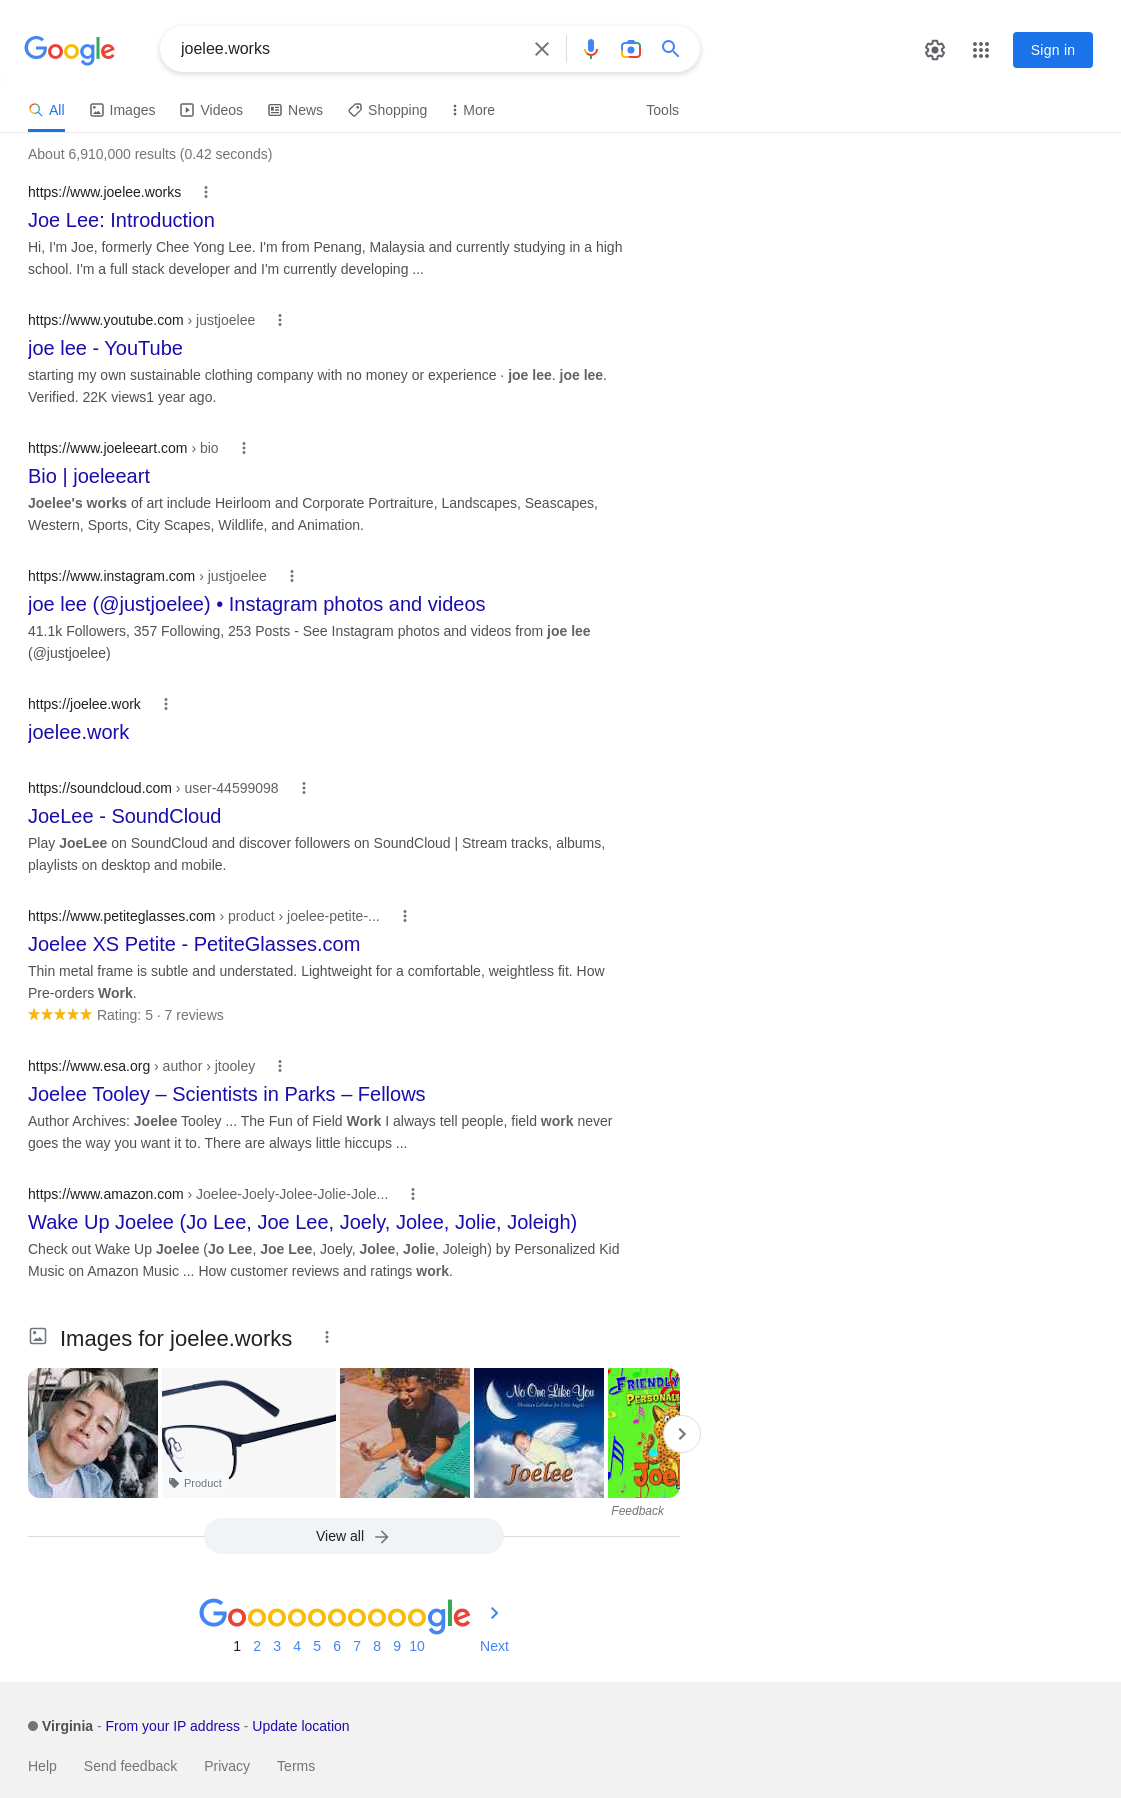 Google
joelee.works
Sign in
All Images Videos News Shopping More Tools
About 6,910,000 results (0.42 seconds)
https://www.joelee.works
Joe Lee: Introduction
Hi, I'm Joe, formerly Chee Yong Lee. I'm from Penang, Malaysia and currently studying in a high
school. I'm a full stack developer and I'm currently developing ...
https://www.youtube.com › justjoelee
joe lee - YouTube
starting my own sustainable clothing company with no money or experience · joe lee. joe lee.
Verified. 22K views1 year ago.
https://www.joeleeart.com › bio
Bio | joeleeart
Joelee's works of art include Heirloom and Corporate Portraiture, Landscapes, Seascapes,
Western, Sports, City Scapes, Wildlife, and Animation.
https://www.instagram.com › justjoelee
joe lee (@justjoelee) • Instagram photos and videos
41.1k Followers, 357 Following, 253 Posts - See Instagram photos and videos from joe lee
(@justjoelee)
https://joelee.work
joelee.work
https://soundcloud.com › user-44599098
JoeLee - SoundCloud
Play JoeLee on SoundCloud and discover followers on SoundCloud | Stream tracks, albums,
playlists on desktop and mobile.
https://www.petiteglasses.com › product › joelee-petite-...
Joelee XS Petite - PetiteGlasses.com
Thin metal frame is subtle and understated. Lightweight for a comfortable, weightless fit. How
Pre-orders Work.
Rating: 5 · 7 reviews
https://www.esa.org › author › jtooley
Joelee Tooley – Scientists in Parks – Fellows
Author Archives: Joelee Tooley ... The Fun of Field Work I always tell people, field work never
goes the way you want it to. There are always little hiccups ...
https://www.amazon.com › Joelee-Joely-Jolee-Jolie-Jole...
Wake Up Joelee (Jo Lee, Joe Lee, Joely, Jolee, Jolie, Joleigh)
Check out Wake Up Joelee (Jo Lee, Joe Lee, Joely, Jolee, Jolie, Joleigh) by Personalized Kid
Music on Amazon Music ... How customer reviews and ratings work.
Images for joelee.works
Product
No One Like You
Joelee
FRIENDLY
PERSONAL
Joel
Feedback
View all
Goooooooooogle
1 2 3 4 5 6 7 8 9 10 Next
Virginia - From your IP address - Update location
Help Send feedback Privacy Terms